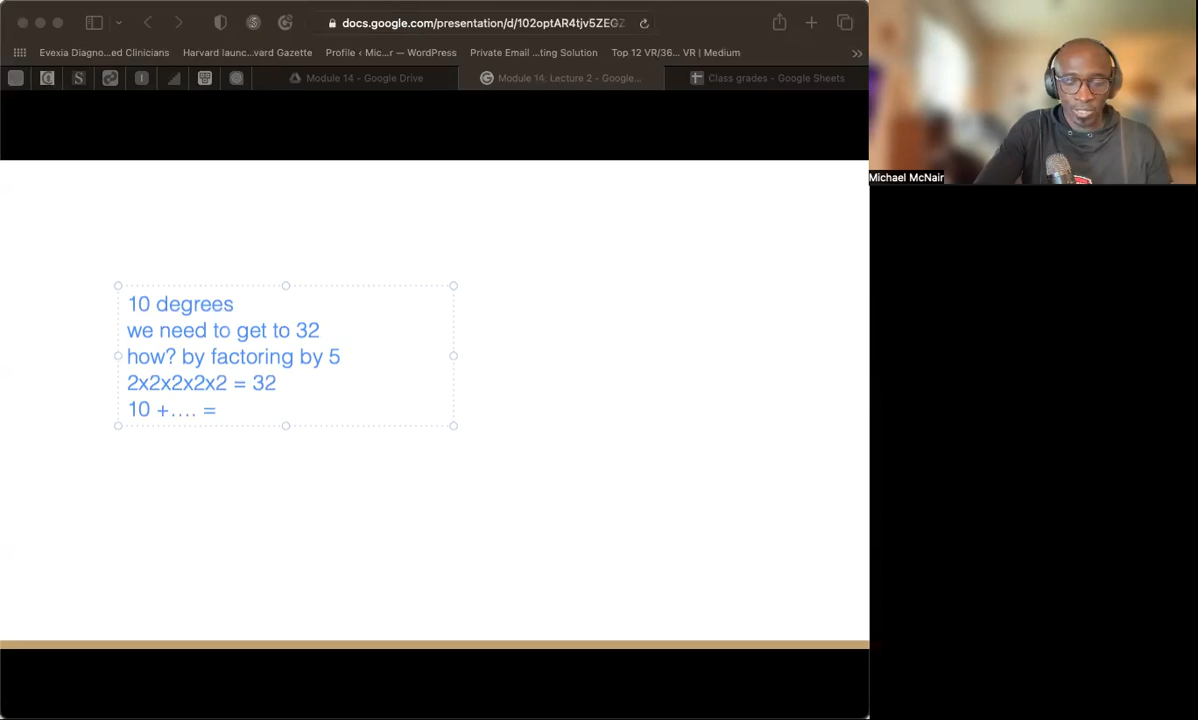 docs.google.com/presentation/d/102optAR4tjv5ZEGZ
Evexia Diagno...ed Clinicians
Harvard launc...vard Gazette
Profile ‹ Mic...r — WordPress
Private Email ...ting Solution
Top 12 VR/36... VR | Medium
Module 14 - Google Drive
Module 14: Lecture 2 - Google...
Class grades - Google Sheets
Michael McNair
10 degrees
we need to get to 32
how? by factoring by 5
2x2x2x2x2 = 32
10 +.... =